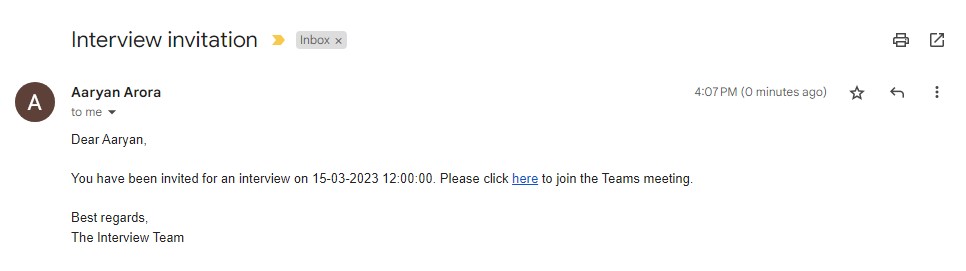 Interview invitation Inbox ×
A Aaryan Arora 4:07 PM (0 minutes ago)
to me
Dear Aaryan,
You have been invited for an interview on 15-03-2023 12:00:00. Please click here to join the Teams meeting.
Best regards,
The Interview Team